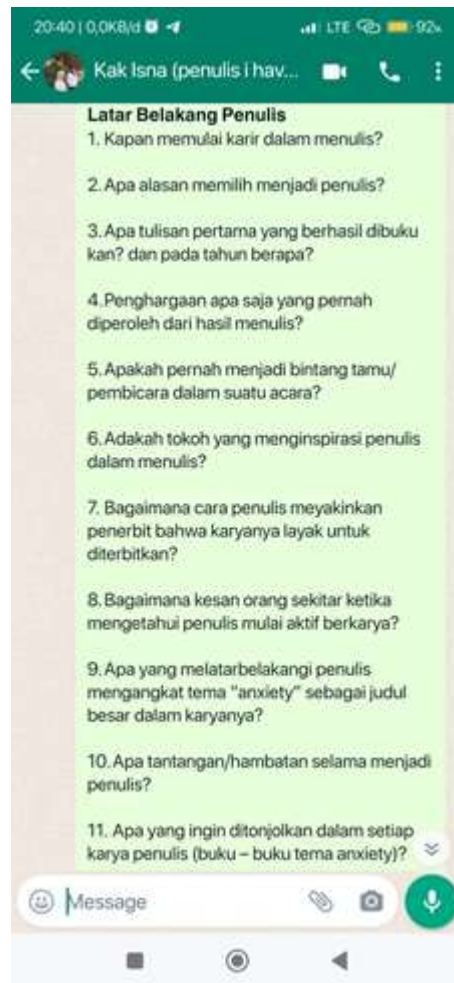 20:40 | 0,0KB/d
LTE 92%
Kak Isna (penulis i hav...
Latar Belakang Penulis
1. Kapan memulai karir dalam menulis?
2. Apa alasan memilih menjadi penulis?
3. Apa tulisan pertama yang berhasil dibuku
kan? dan pada tahun berapa?
4. Penghargaan apa saja yang pernah
diperoleh dari hasil menulis?
5. Apakah pernah menjadi bintang tamu/
pembicara dalam suatu acara?
6. Adakah tokoh yang menginspirasi penulis
dalam menulis?
7. Bagaimana cara penulis meyakinkan
penerbit bahwa karyanya layak untuk
diterbitkan?
8. Bagaimana kesan orang sekitar ketika
mengetahui penulis mulai aktif berkarya?
9. Apa yang melatarbelakangi penulis
mengangkat tema "anxiety" sebagai judul
besar dalam karyanya?
10. Apa tantangan/hambatan selama menjadi
penulis?
11. Apa yang ingin ditonjolkan dalam setiap
karya penulis (buku – buku tema anxiety)?
Message